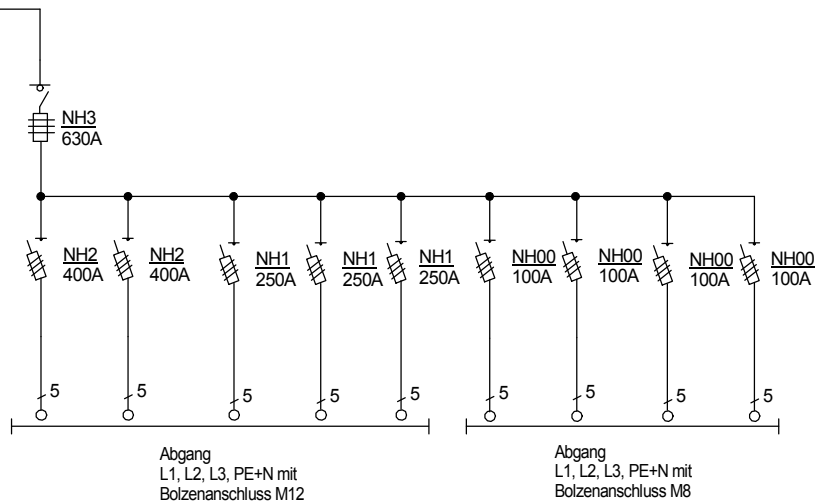 NH3
630A
NH2
400A
NH2
400A
NH1
250A
NH1
250A
NH1
250A
NH00
100A
NH00
100A
NH00
100A
NH00
100A
5
5
5
5
5
5
5
5
5
Abgang
L1, L2, L3, PE+N mit
Bolzenanschluss M12
Abgang
L1, L2, L3, PE+N mit
Bolzenanschluss M8